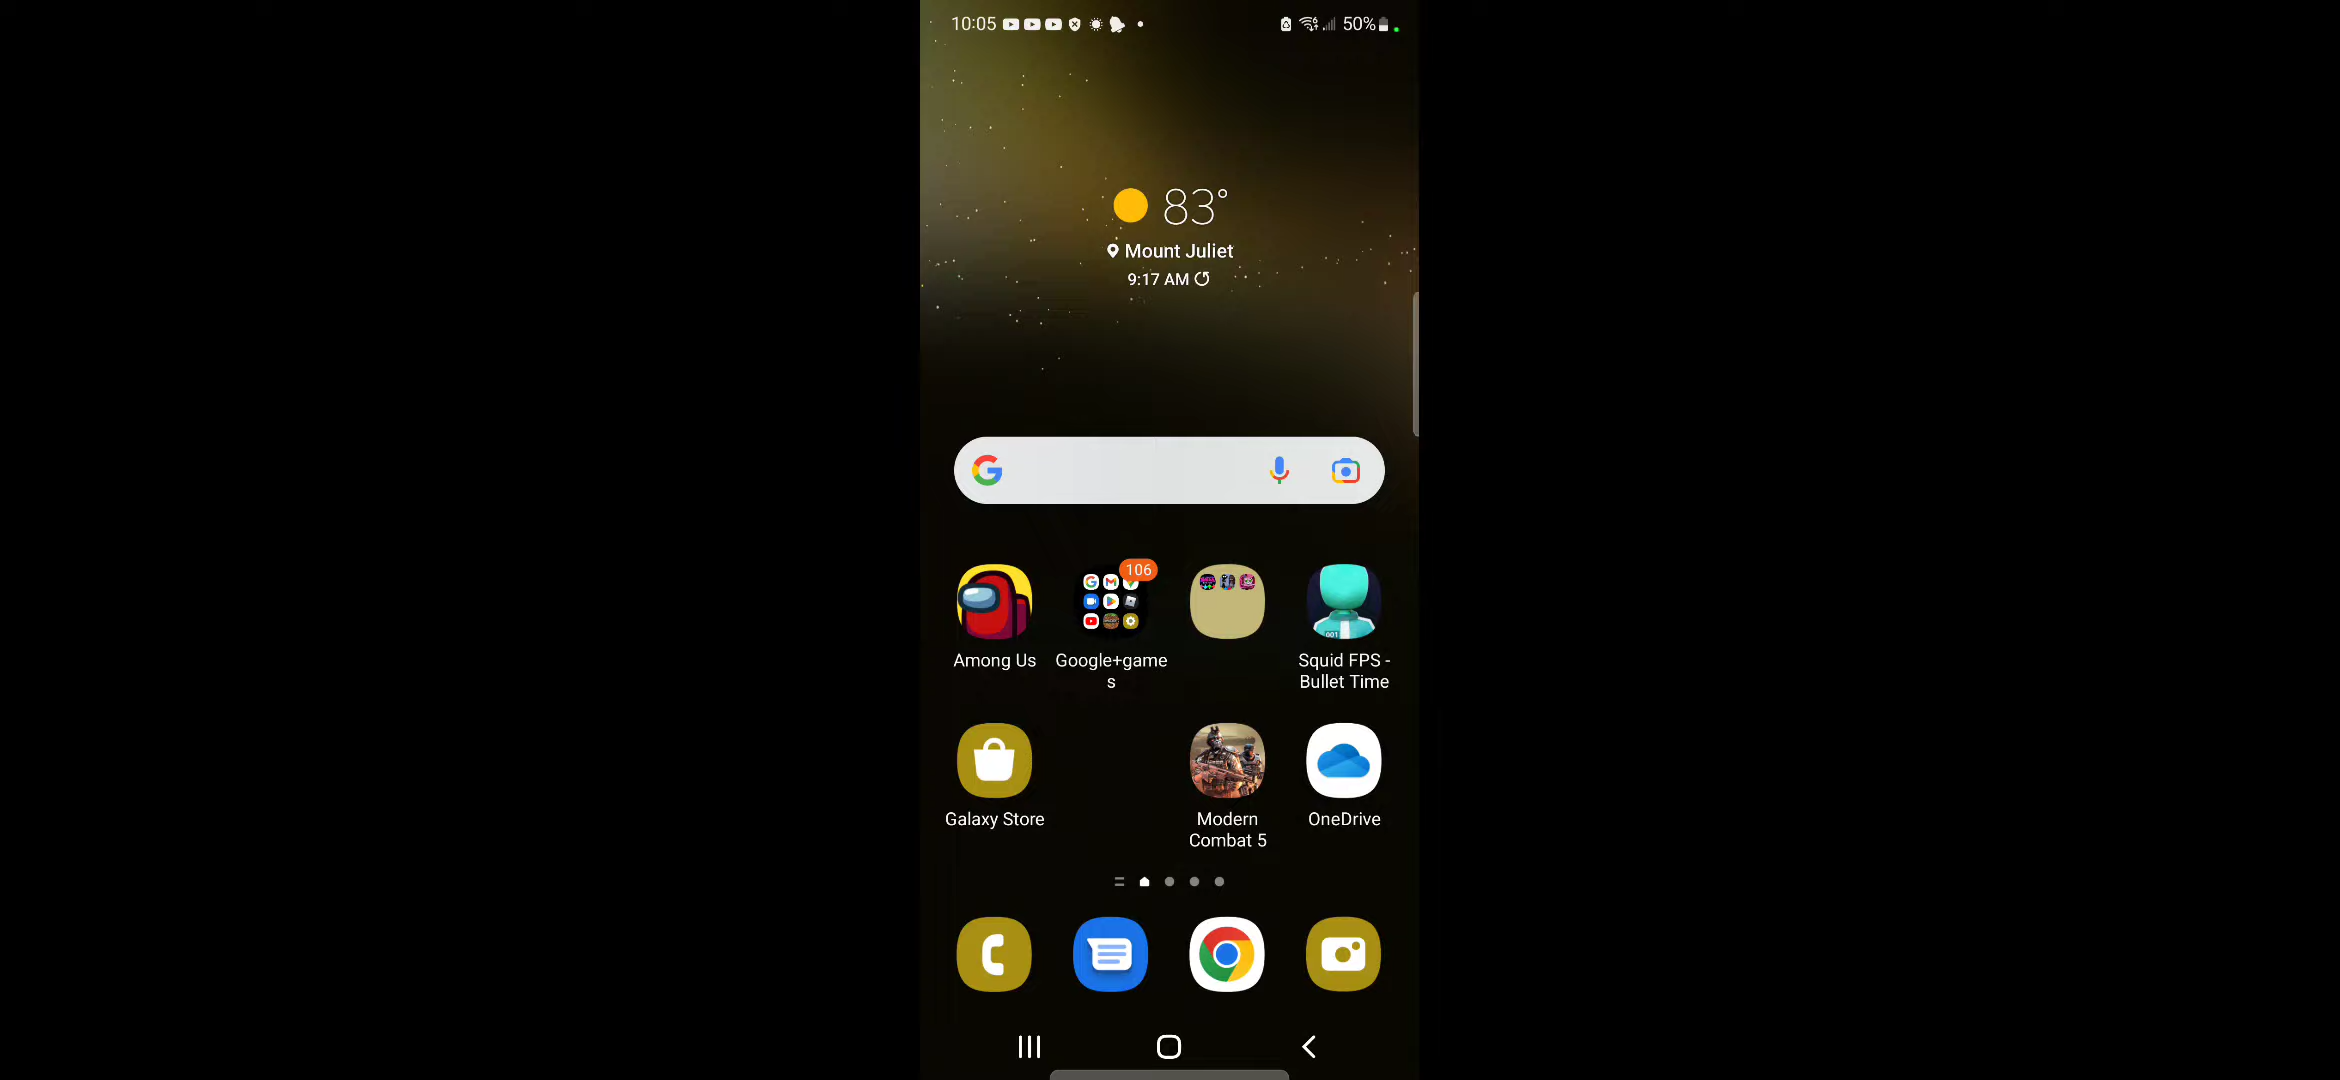 10:05
50%
83°
Mount Juliet
9:17 AM
106
Among Us
Google+game
s
Squid FPS -
Bullet Time
001
Galaxy Store
Modern
Combat 5
OneDrive